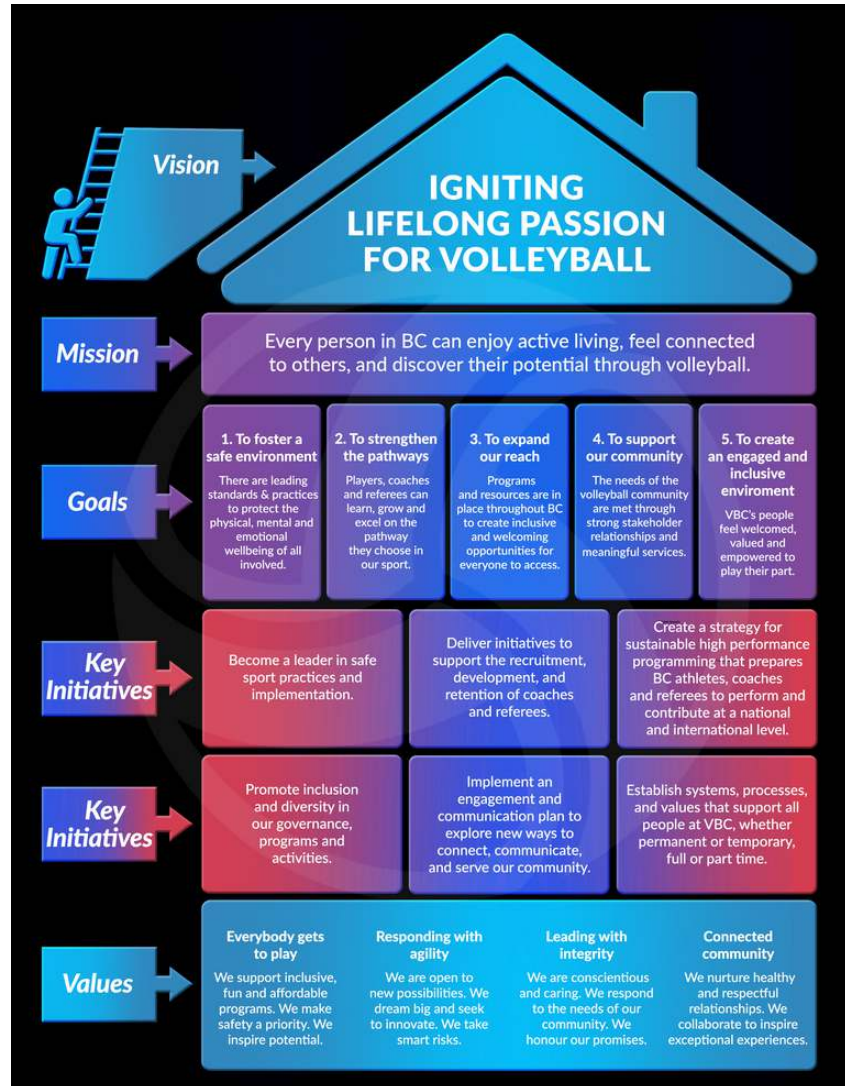 Vision
IGNITING
LIFELONG PASSION
FOR VOLLEYBALL
Mission
Every person in BC can enjoy active living, feel connected
to others, and discover their potential through volleyball.
Goals
1. To foster a
safe environment
There are leading
standards & practices
to protect the
physical, mental and
emotional
wellbeing of all
involved.
2. To strengthen
the pathways
Players, coaches
and referees can
learn, grow and
excel on the
pathway
they choose in
our sport.
3. To expand
our reach
Programs
and resources are in
place throughout BC
to create inclusive
and welcoming
opportunities for
everyone to access.
4. To support
our community
The needs of the
volleyball community
are met through
strong stakeholder
relationships and
meaningful services.
5. To create
an engaged and
inclusive
enviroment
VBC's people
feel welcomed,
valued and
empowered to
play their part.
Key
Initiatives
Become a leader in safe
sport practices and
implementation.
Deliver initiatives to
support the recruitment,
development, and
retention of coaches
and referees.
Create a strategy for
sustainable high performance
programming that prepares
BC athletes, coaches
and referees to perform and
contribute at a national
and international level.
Key
Initiatives
Promote inclusion
and diversity in
our governance,
programs and
activities.
Implement an
engagement and
communication plan to
explore new ways to
connect, communicate,
and serve our community.
Establish systems, processes,
and values that support all
people at VBC, whether
permanent or temporary,
full or part time.
Values
Everybody gets
to play
We support inclusive,
fun and affordable
programs. We make
safety a priority. We
inspire potential.
Responding with
agility
We are open to
new possibilities. We
dream big and seek
to innovate. We take
smart risks.
Leading with
integrity
We are conscientious
and caring. We respond
to the needs of our
community. We
honour our promises.
Connected
community
We nurture healthy
and respectful
relationships. We
collaborate to inspire
exceptional experiences.